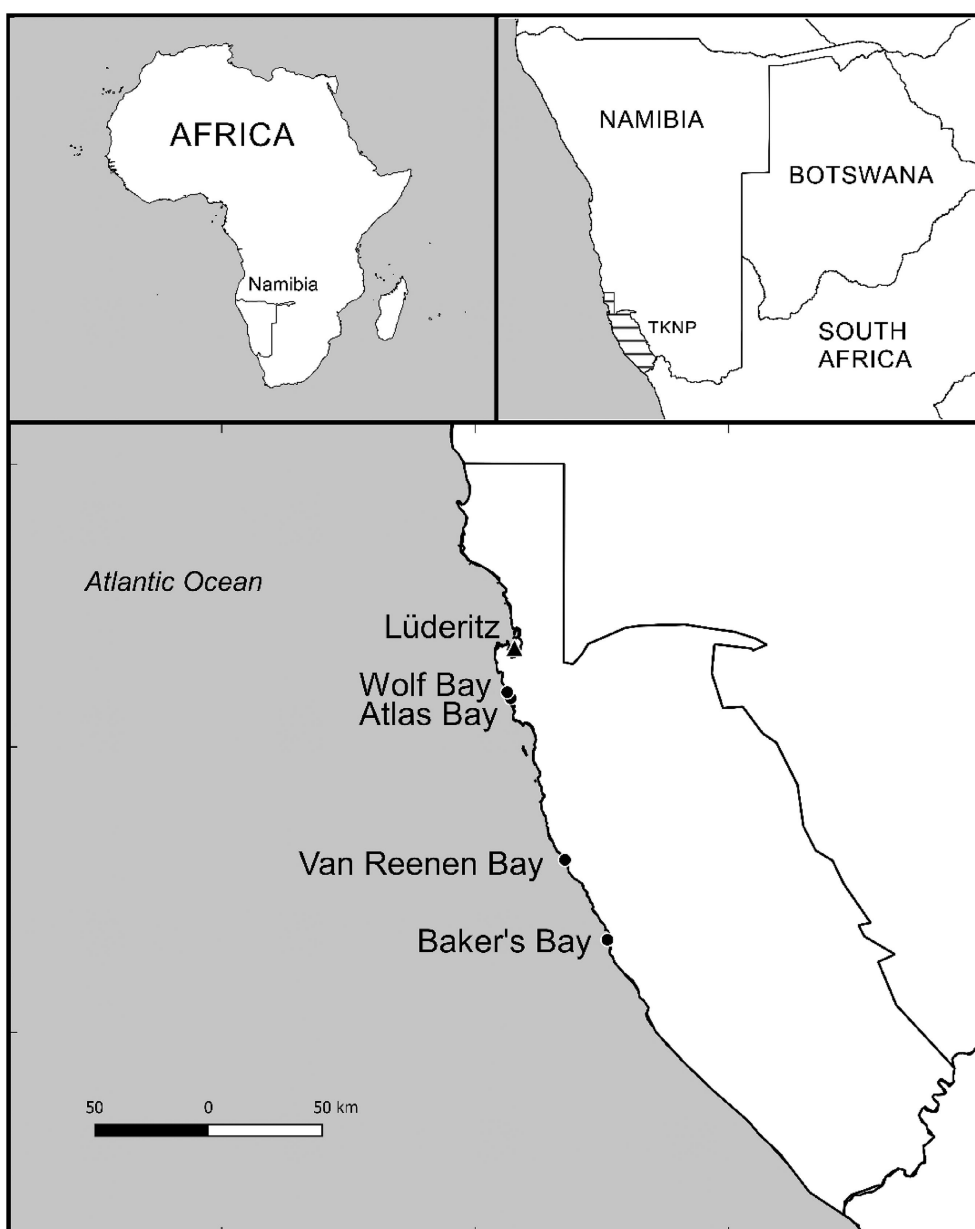 AFRICA
Namibia
NAMIBIA
BOTSWANA
TKNP
SOUTH
AFRICA
Atlantic Ocean
Lüderitz
Wolf Bay
Atlas Bay
Van Reenen Bay
Baker's Bay
50 0 50 km